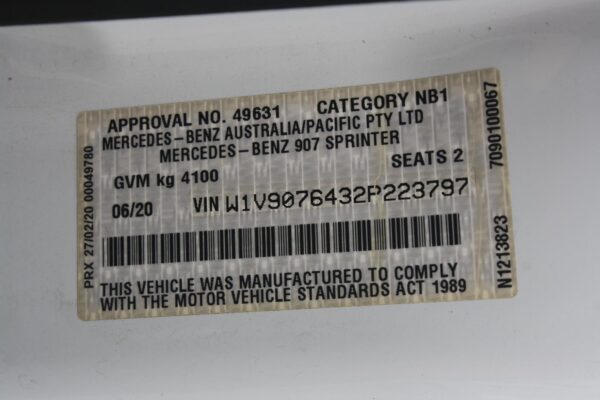 APPROVAL NO. 49631 CATEGORY NB1
MERCEDES-BENZ AUSTRALIA/PACIFIC PTY LTD
MERCEDES-BENZ 907 SPRINTER
GVM kg 4100 SEATS 2
06/20 VIN W1V9076432P223797
THIS VEHICLE WAS MANUFACTURED TO COMPLY
WITH THE MOTOR VEHICLE STANDARDS ACT 1989
PRX 27/02/20 00049780
N1213823 7090100067